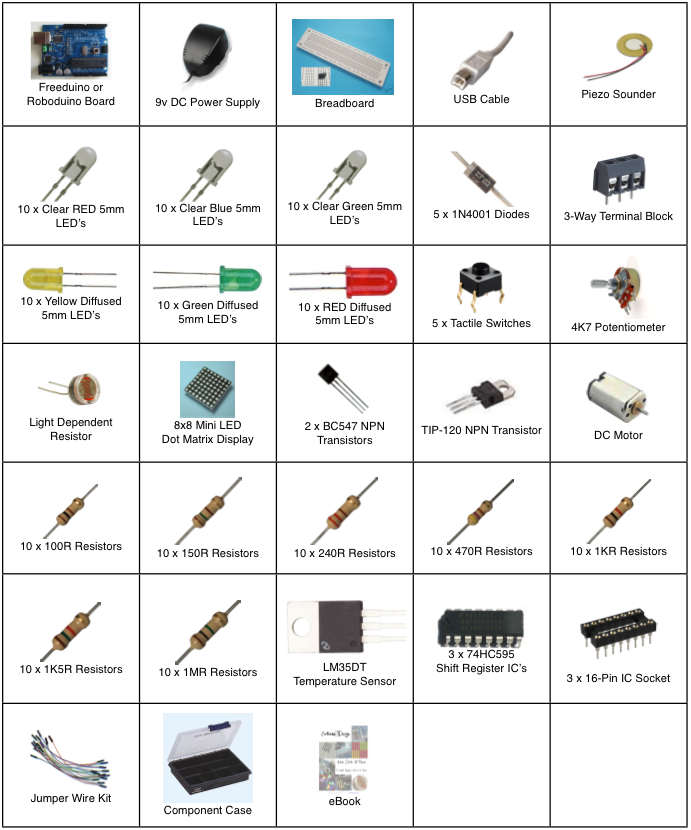 Freeduino or
Roboduino Board
9v DC Power Supply
Breadboard
USB Cable
Piezo Sounder
10 x Clear RED 5mm
LED's
10 x Clear Blue 5mm
LED's
10 x Clear Green 5mm
LED's
5 x 1N4001 Diodes
3-Way Terminal Block
10 x Yellow Diffused
5mm LED's
10 x Green Diffused
5mm LED's
10 x RED Diffused
5mm LED's
5 x Tactile Switches
4K7 Potentiometer
Light Dependent
Resistor
8x8 Mini LED
Dot Matrix Display
2 x BC547 NPN
Transistors
TIP-120 NPN Transistor
DC Motor
10 x 100R Resistors
10 x 150R Resistors
10 x 240R Resistors
10 x 470R Resistors
10 x 1KR Resistors
10 x 1K5R Resistors
10 x 1MR Resistors
LM35DT
Temperature Sensor
3 x 74HC595
Shift Register IC's
3 x 16-Pin IC Socket
Jumper Wire Kit
Component Case
eBook